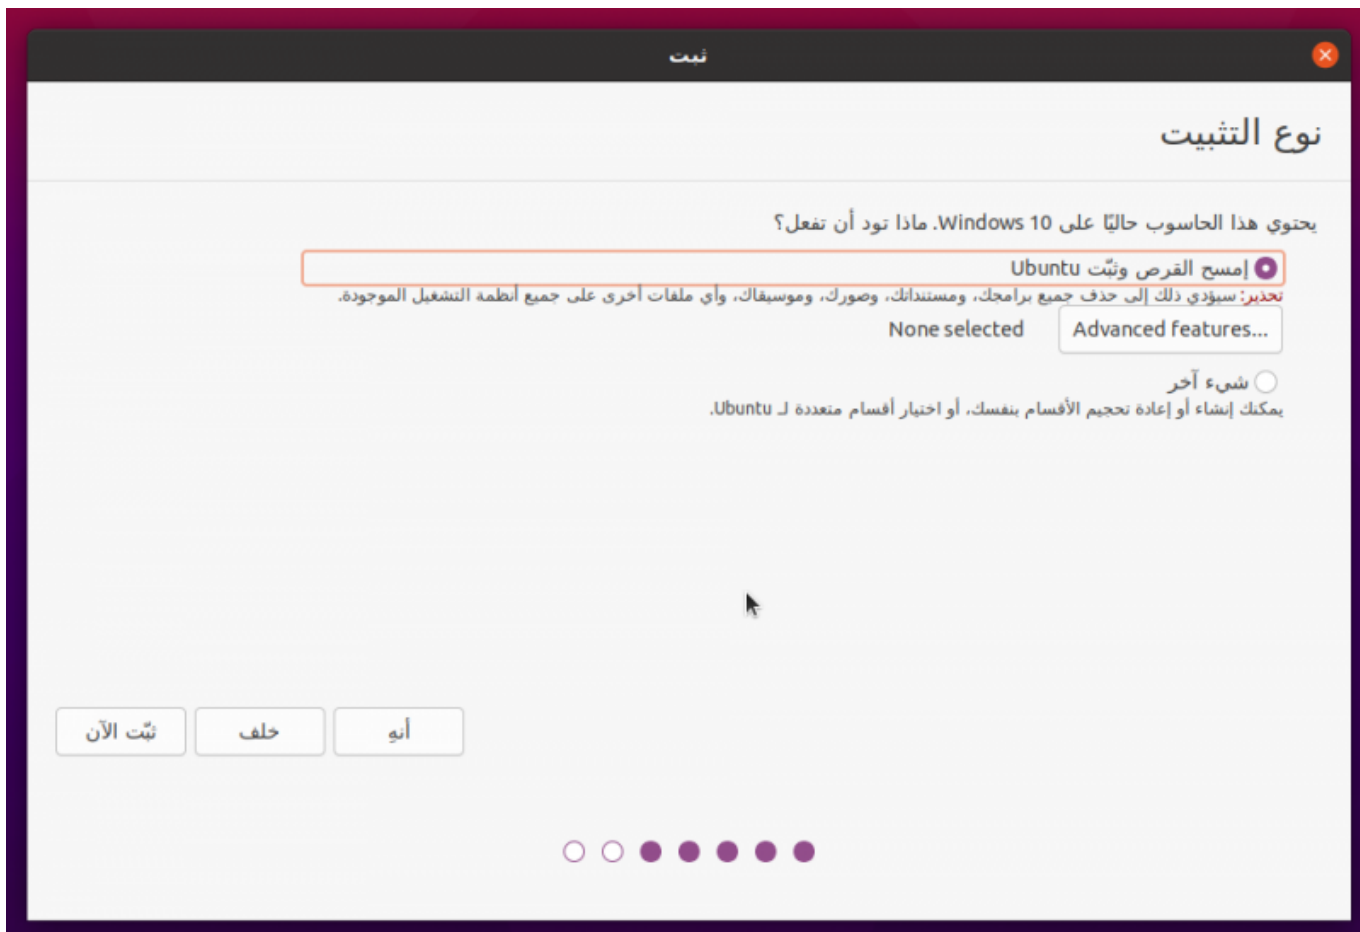 ثبت
نوع التثبيت
يحتوي هذا الحاسوب حاليًا على Windows 10. ماذا تود أن تفعل؟
إمسح القرص وثبّت Ubuntu
تحذير: سيؤدي ذلك إلى حذف جميع برامجك، ومستنداتك، وصورك، وموسيقاك، وأي ملفات أخرى على جميع أنظمة التشغيل الموجودة.
Advanced features... None selected
شيء آخر
يمكنك إنشاء أو إعادة تحجيم الأقسام بنفسك، أو اختيار أقسام متعددة لـ Ubuntu.
أنهِ خلف ثبّت الآن